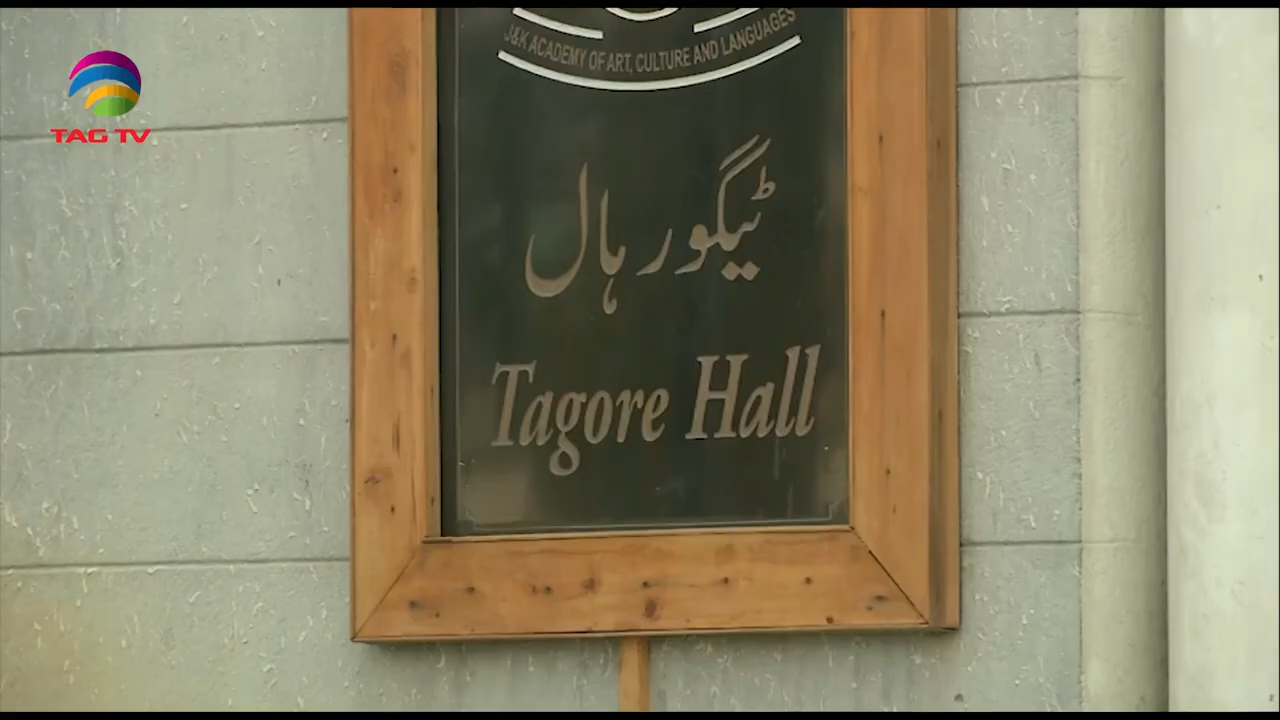 TAG TV
J&K ACADEMY OF ART, CULTURE AND LANGUAGES
ٹیگور ہال
Tagore Hall